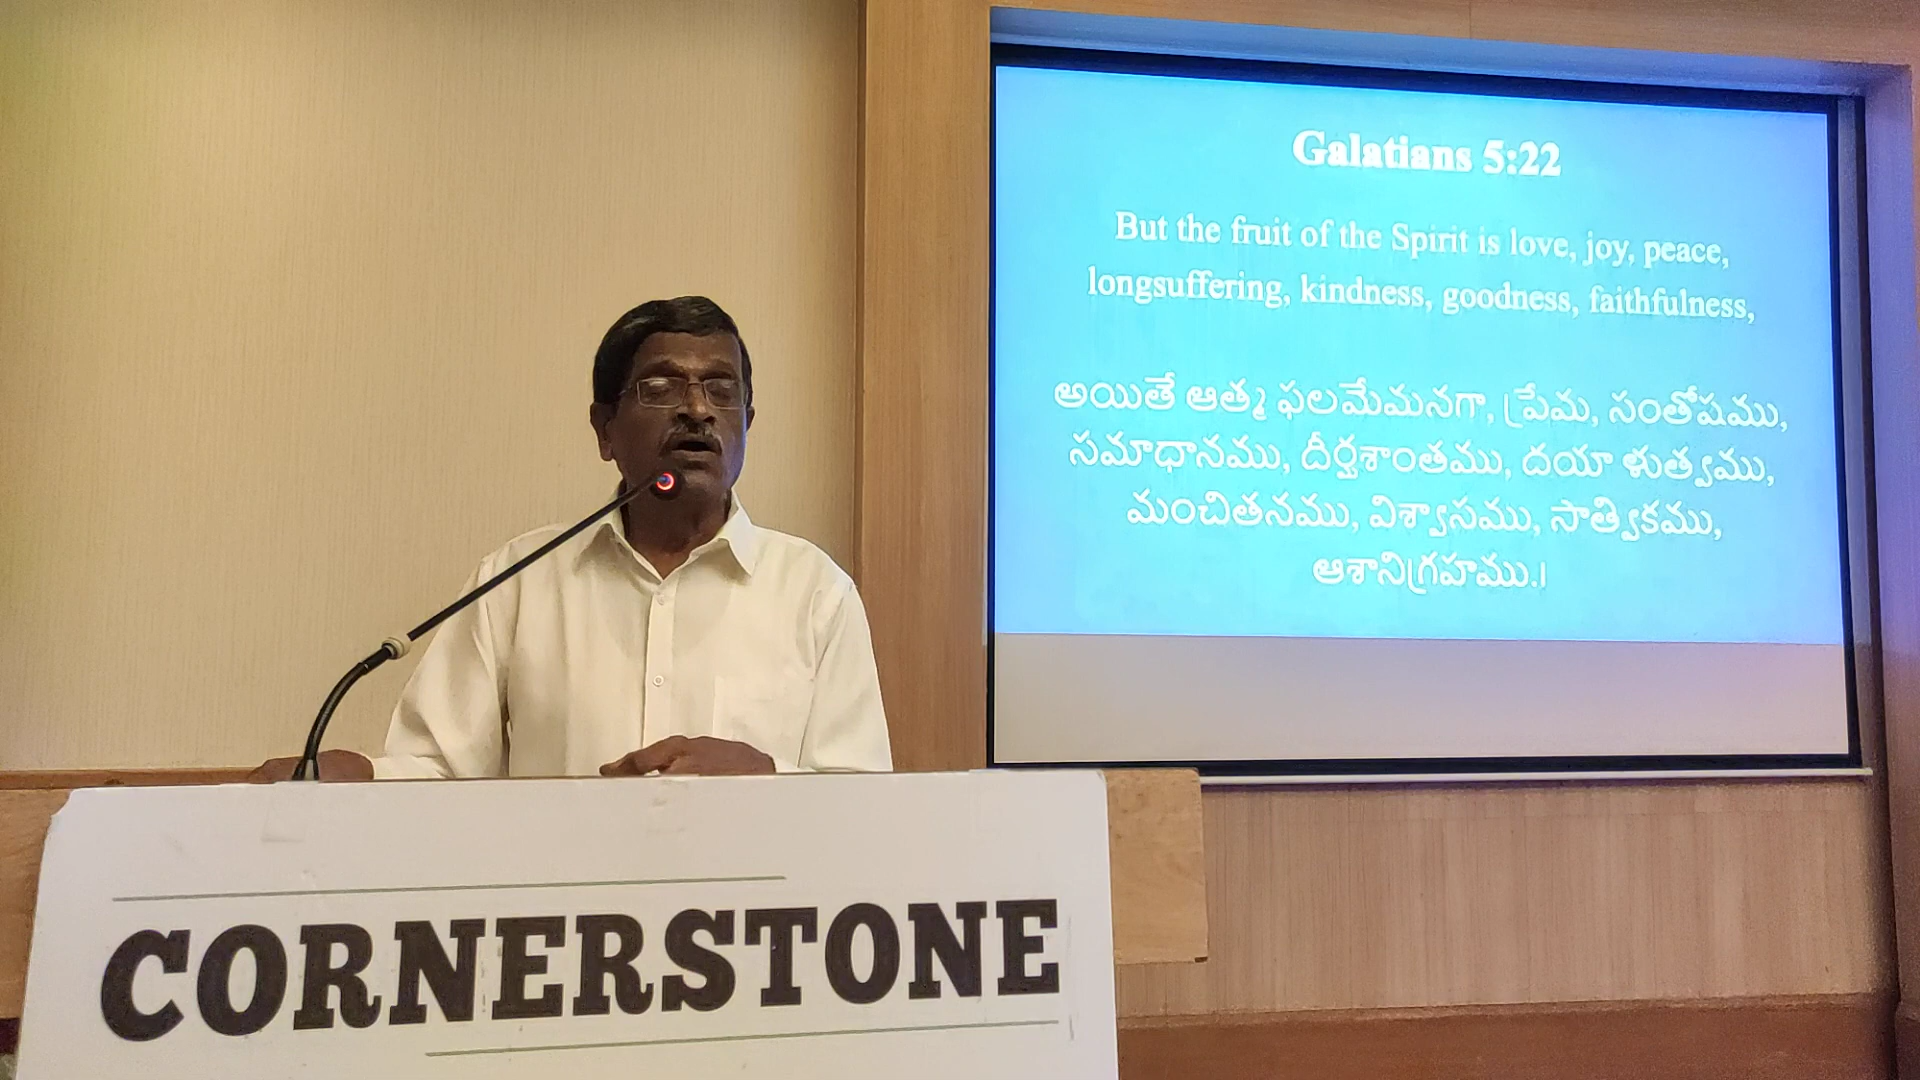 Galatians 5:22
But the fruit of the Spirit is love, joy, peace,
longsuffering, kindness, goodness, faithfulness,
అయితే ఆత్మ ఫలమేమనగా, ప్రేమ, సంతోషము,
సమాధానము, దీర్ఘశాంతము, దయా ళుత్వము,
మంచితనము, విశ్వాసము, సాత్వికము,
ఆశానిగ్రహము.।
CORNERSTONE